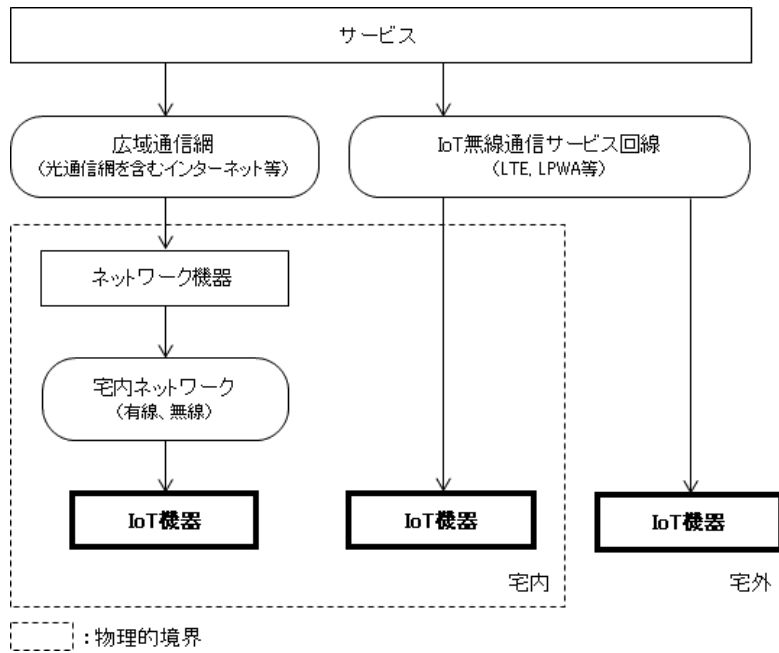 サービス
広域通信網
(光通信網を含むインターネット等)
IoT無線通信サービス回線
(LTE, LPWA等)
ネットワーク機器
宅内ネットワーク
(有線、無線)
IoT機器
IoT機器
IoT機器
宅内
宅外
:物理的境界